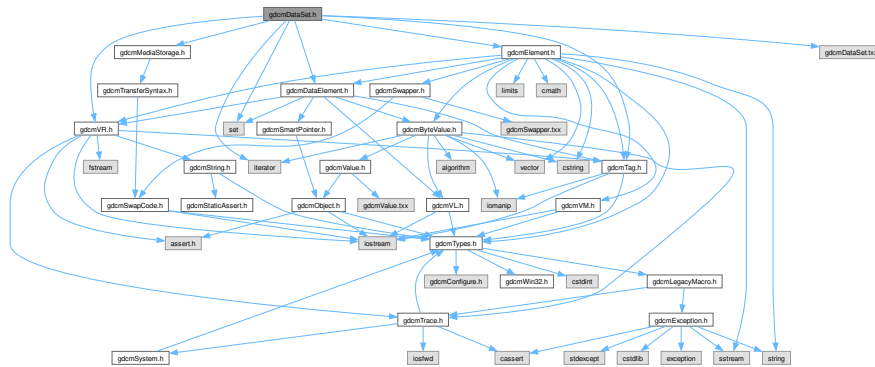 gdcmDataSet.h
gdcmMediaStorage.h
gdcmElement.h
gdcmDataSet.txx
gdcmTransferSyntax.h
gdcmDataElement.h
gdcmSwapper.h
limits
cmath
gdcmVR.h
set
gdcmSmartPointer.h
gdcmByteValue.h
gdcmSwapper.txx
fstream
gdcmString.h
iterator
gdcmValue.h
algorithm
vector
cstring
gdcmTag.h
gdcmSwapCode.h
gdcmStaticAssert.h
gdcmObject.h
gdcmValue.txx
gdcmVL.h
iomanip
gdcmVM.h
assert.h
iostream
gdcmTypes.h
gdcmConfigure.h
gdcmWin32.h
cstdint
gdcmLegacyMacro.h
gdcmTrace.h
gdcmException.h
gdcmSystem.h
iosfwd
cassert
stdexcept
cstdlib
exception
sstream
string